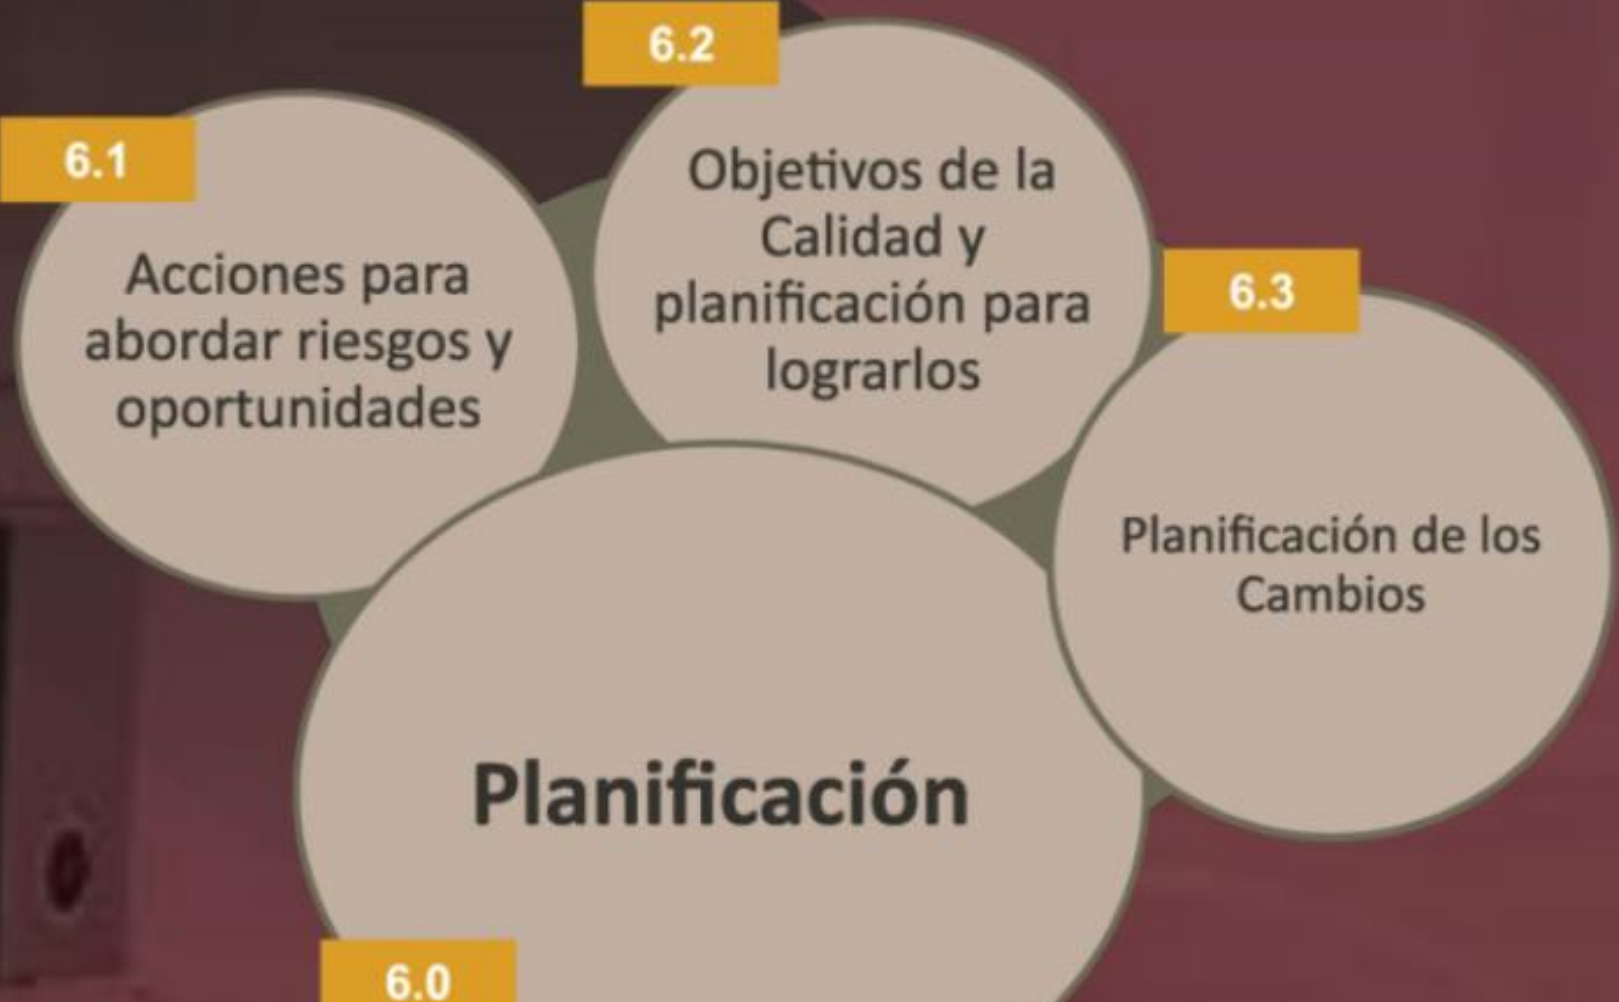 6.1
Acciones para
abordar riesgos y
oportunidades
6.2
Objetivos de la
Calidad y
planificación para
lograrlos
6.3
Planificación de los
Cambios
Planificación
6.0